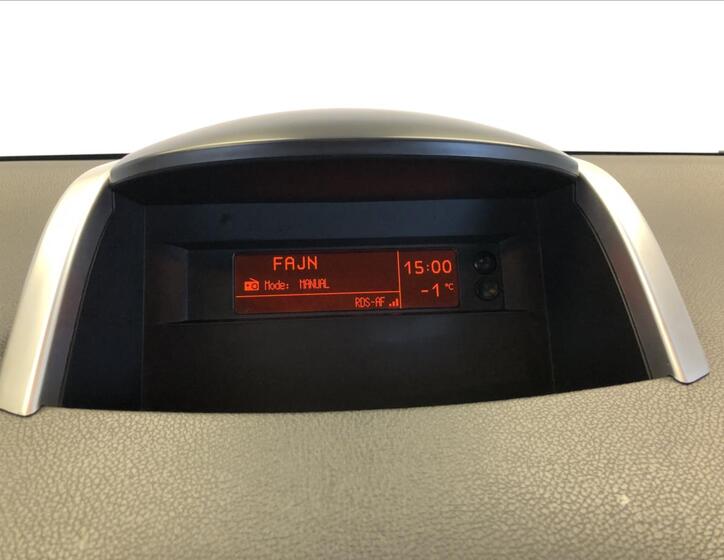 FAJN
Mode: MANUAL
RDS-AF
15:00
-1 °C